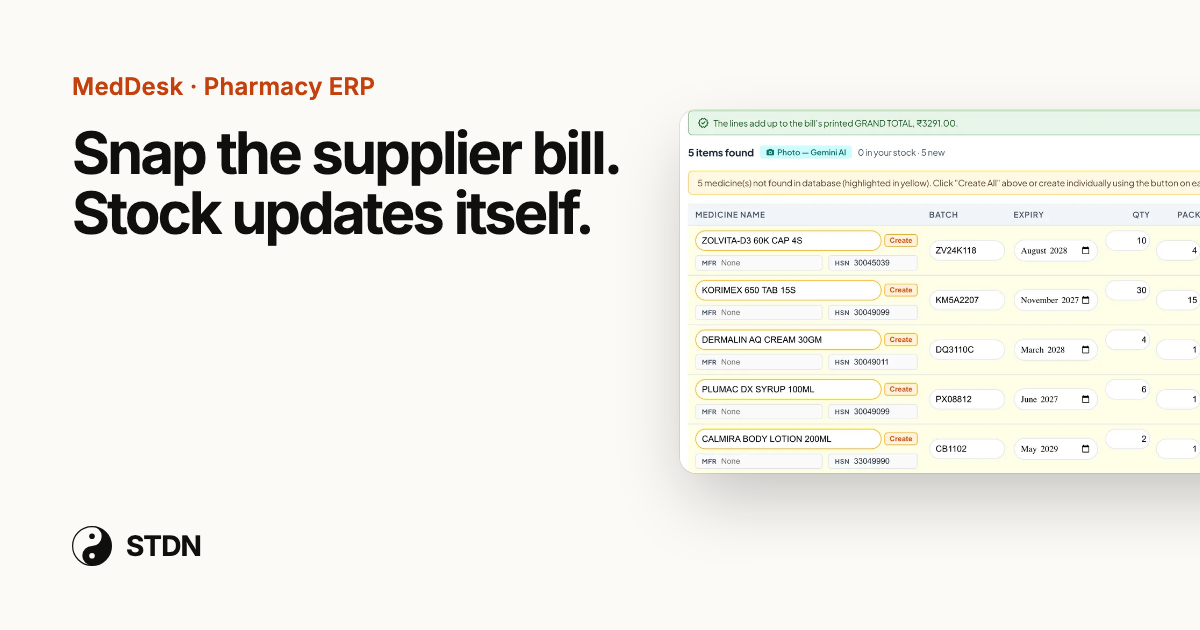 MedDesk · Pharmacy ERP
Snap the supplier bill.
Stock updates itself.
The lines add up to the bill's printed GRAND TOTAL, ₹3291.00.
5 items found Photo — Gemini AI 0 in your stock · 5 new
5 medicine(s) not found in database (highlighted in yellow). Click "Create All" above or create individually using the button on ea
MEDICINE NAME BATCH EXPIRY QTY PACK
ZOLVITA-D3 60K CAP 4S Create ZV24K118 August 2028 10 4
MFR None HSN 30045039
KORIMEX 650 TAB 15S Create KM5A2207 November 2027 30 15
MFR None HSN 30049099
DERMALIN AQ CREAM 30GM Create DQ3110C March 2028 4 1
MFR None HSN 30049011
PLUMAC DX SYRUP 100ML Create PX08812 June 2027 6 1
MFR None HSN 30049099
CALMIRA BODY LOTION 200ML Create CB1102 May 2029 2 1
MFR None HSN 33049990
STDN